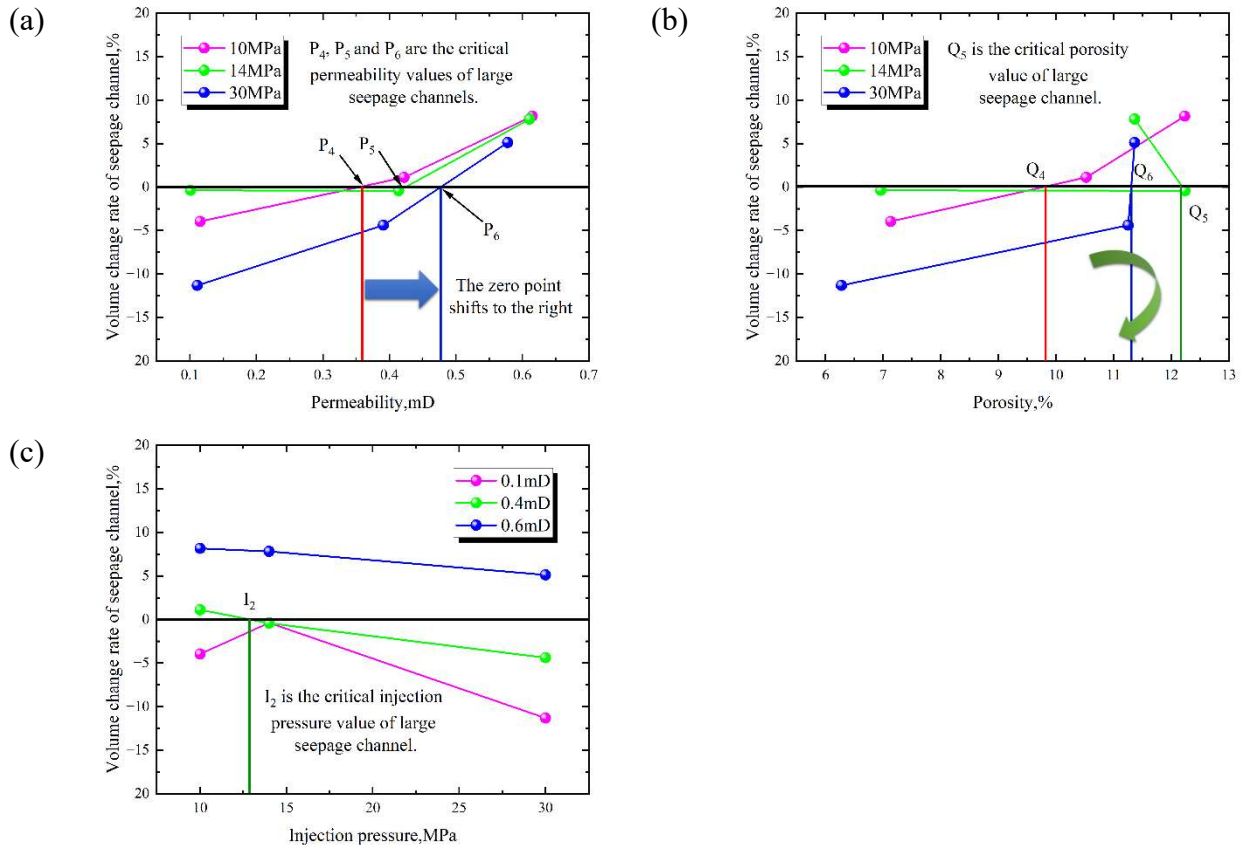 (a)
Volume change rate of seepage channel,%
20
15
10
5
0
−5
−10
15
20
10MPa
14MPa
30MPa
P4, P5 and P6 are the critical
permeability values of large
seepage channels.
P4
P5
P6
The zero point
shifts to the right
0.1
0.2
0.3
0.4
0.5
0.6
0.7
Permeability,mD
(b)
Volume change rate of seepage channel,%
20
15
10
5
0
−5
−10
15
20
10MPa
14MPa
30MPa
Q5 is the critical porosity
value of large
seepage channel.
Q4
Q6
Q5
6
7
8
9
10
11
12
13
Porosity,%
(c)
Volume change rate of seepage channel,%
20
15
10
5
0
−5
−10
−15
20
0.1mD
0.4mD
0.6mD
I2
I2 is the critical injection
pressure value of large
seepage channel.
10
15
20
25
30
Injection pressure,MPa